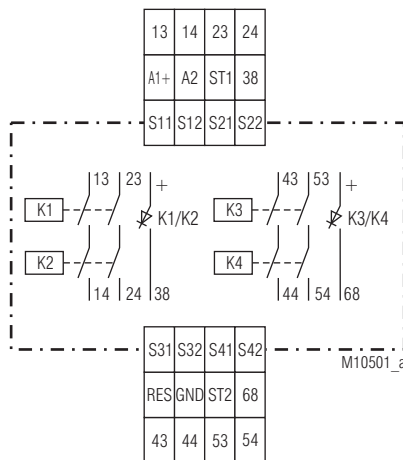 13 14 23 24
A1+ A2 ST1 38
S11 S12 S21 S22
13 23 + 43 53 +
K1 K1/K2 K3 K3/K4
K2 K4
14 24 38 44 54 68
S31 S32 S41 S42
M10501_a
RES GND ST2 68
43 44 53 54